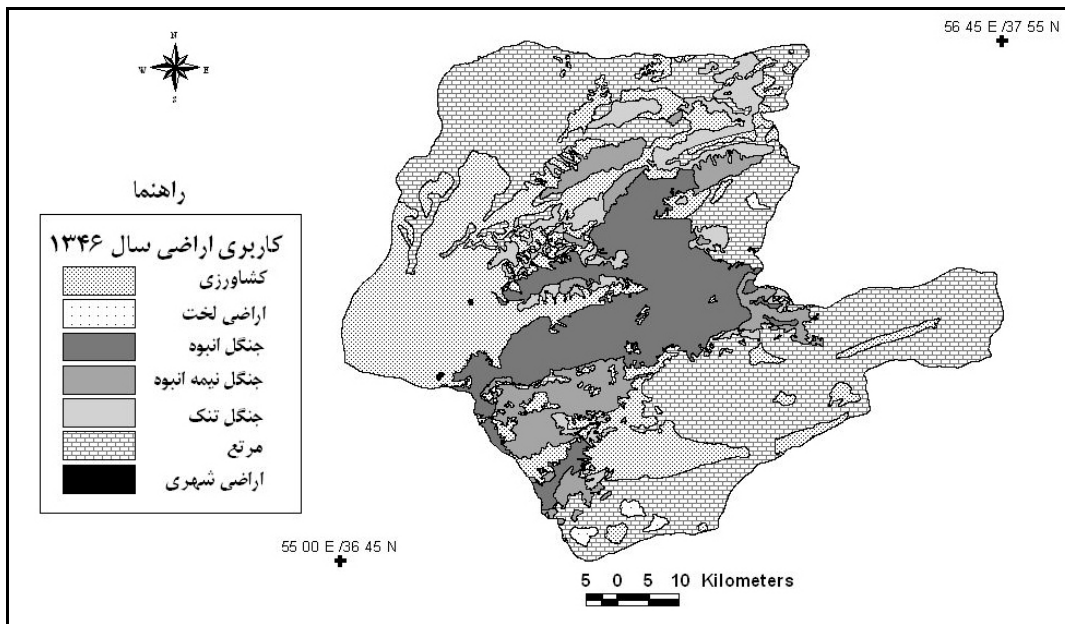 56 45 E /37 55 N
N
W E
S
راهنما
کاربری اراضی سال ۱۳۴۶
کشاورزی
اراضی لخت
جنگل انبوه
جنگل نیمه انبوه
جنگل تنک
مرتع
اراضی شهری
55 00 E /36 45 N
5 0 5 10 Kilometers